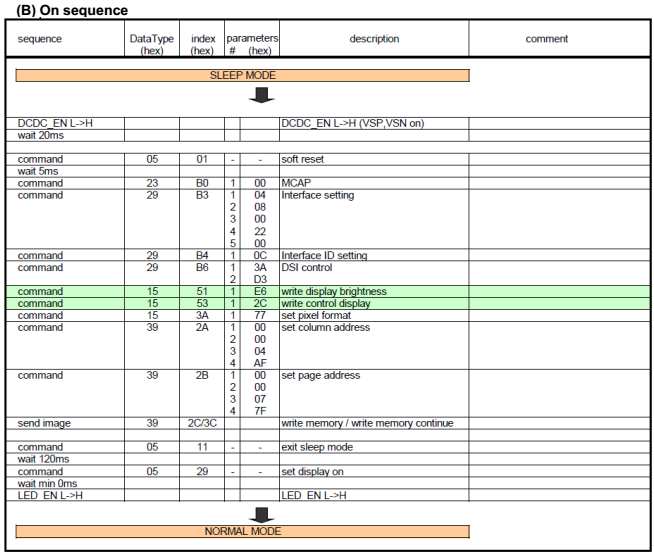 (B) On sequence
sequence DataType (hex) index (hex) parameters # (hex) description comment
SLEEP MODE
DCDC_EN L->H DCDC_EN L->H (VSP,VSN on)
wait 20ms
command 05 01 - - soft reset
wait 5ms
command 23 B0 1 00 MCAP
command 29 B3 1 04 Interface setting
2 08
3 00
4 22
5 00
command 29 B4 1 0C Interface ID setting
command 29 B6 1 3A DSI control
2 D3
command 15 51 1 E6 write display brightness
command 15 53 1 2C write control display
command 15 3A 1 77 set pixel format
command 39 2A 1 00 set column address
2 00
3 04
4 AF
command 39 2B 1 00 set page address
2 00
3 07
4 7F
send image 39 2C/3C write memory / write memory continue
command 05 11 - - exit sleep mode
wait 120ms
command 05 29 - - set display on
wait min 0ms
LED_EN L->H LED_EN L->H
NORMAL MODE